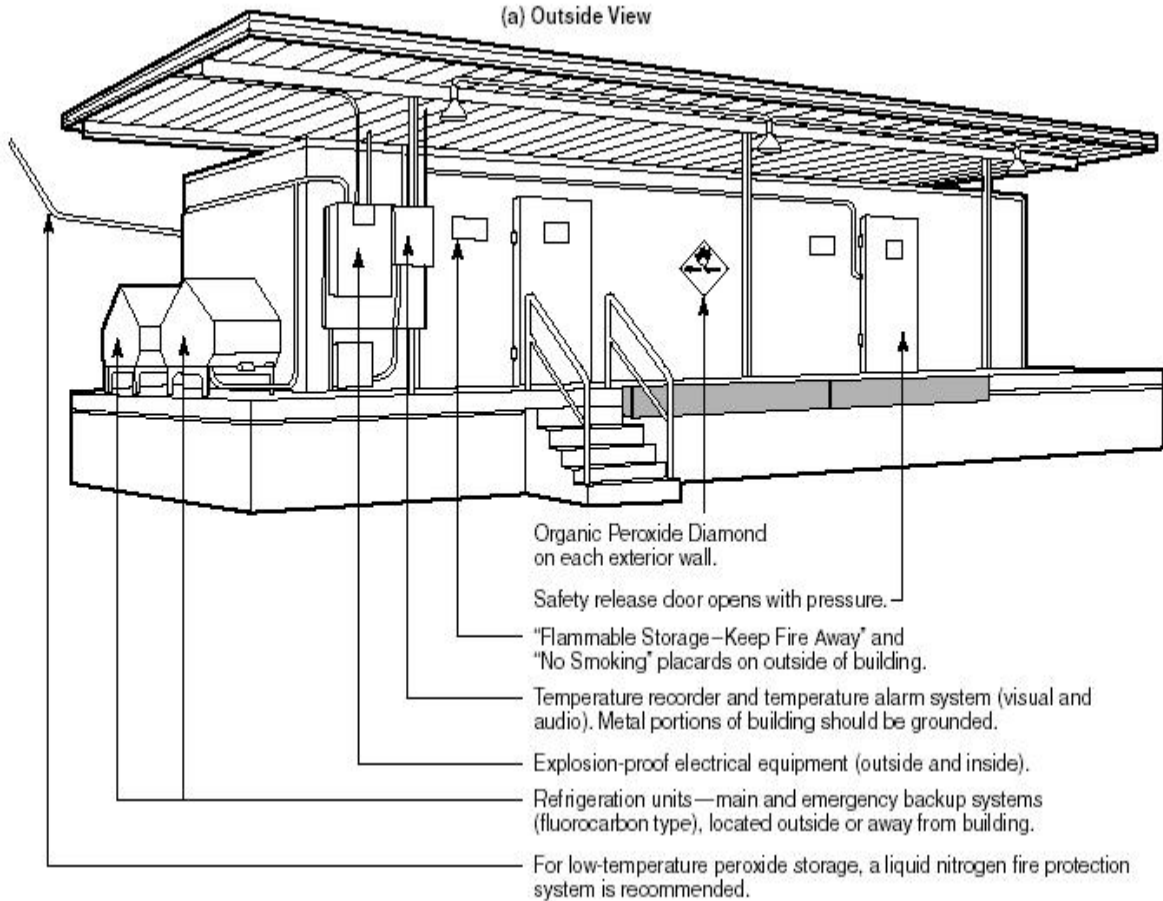 (a) Outside View
Organic Peroxide Diamond
on each exterior wall.
Safety release door opens with pressure.
“Flammable Storage–Keep Fire Away” and
“No Smoking” placards on outside of building.
Temperature recorder and temperature alarm system (visual and
audio). Metal portions of building should be grounded.
Explosion-proof electrical equipment (outside and inside).
Refrigeration units—main and emergency backup systems
(fluorocarbon type), located outside or away from building.
For low-temperature peroxide storage, a liquid nitrogen fire protection
system is recommended.